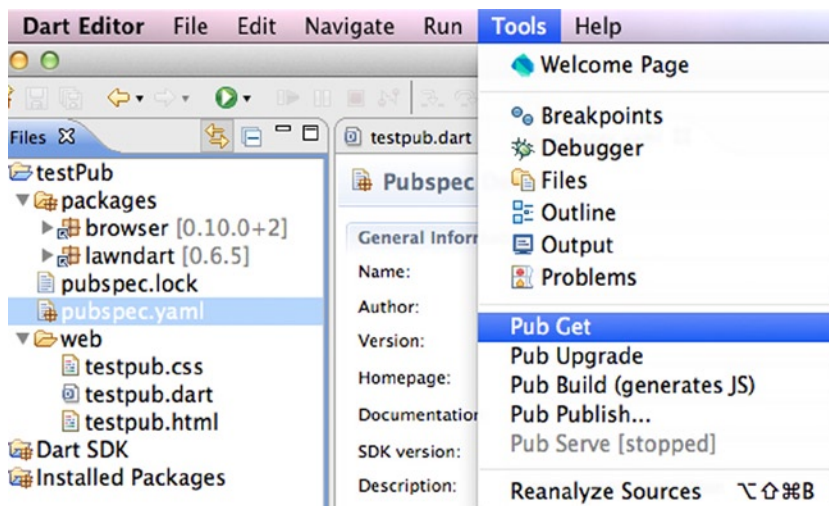 Dart Editor File Edit Navigate Run Tools Help
Welcome Page
Breakpoints
Debugger
Files
Outline
Output
Problems
Pub Get
Pub Upgrade
Pub Build (generates JS)
Pub Publish...
Pub Serve [stopped]
Reanalyze Sources ⌥⇧⌘B
Files
testPub
packages
browser [0.10.0+2]
lawndart [0.6.5]
pubspec.lock
pubspec.yaml
web
testpub.css
testpub.dart
testpub.html
Dart SDK
Installed Packages
testpub.dart
Pubspec
General Inforr
Name:
Author:
Version:
Homepage:
Documentation
SDK version:
Description: